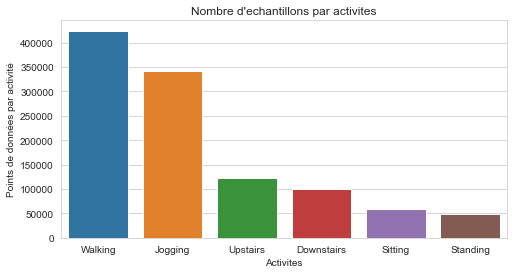 Nombre d'echantillons par activites
Points de données par activité
400000
350000
300000
250000
200000
150000
100000
50000
0
Walking Jogging Upstairs Downstairs Sitting Standing
Activites